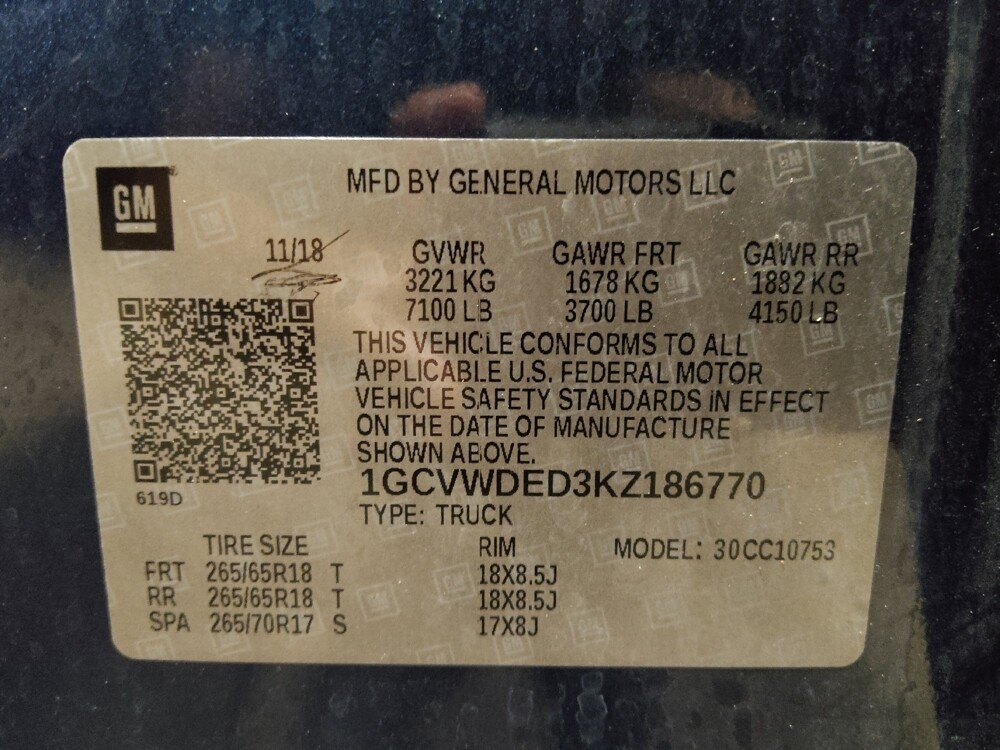 GM
MFD BY GENERAL MOTORS LLC
11/18 GVWR GAWR FRT GAWR RR
3221 KG 1678 KG 1882 KG
7100 LB 3700 LB 4150 LB
THIS VEHICLE CONFORMS TO ALL
APPLICABLE U.S. FEDERAL MOTOR
VEHICLE SAFETY STANDARDS IN EFFECT
ON THE DATE OF MANUFACTURE
SHOWN ABOVE.
1GCVWDED3KZ186770
619D
TYPE: TRUCK
TIRE SIZE RIM MODEL: 30CC10753
FRT 265/65R18 T 18X8.5J
RR 265/65R18 T 18X8.5J
SPA 265/70R17 S 17X8J